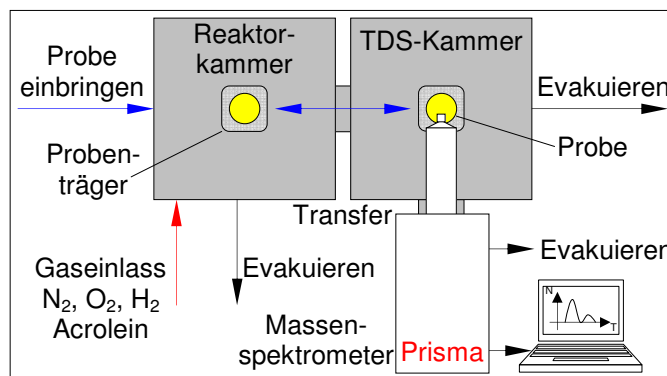 Reaktor-
kammer
TDS-Kammer
Probe
einbringen
Evakuieren
Proben-
träger
Probe
Transfer
Gaseinlass
N₂, O₂, H₂
Acrolein
Evakuieren
Evakuieren
Massen-
spektrometer
Prisma
N
T